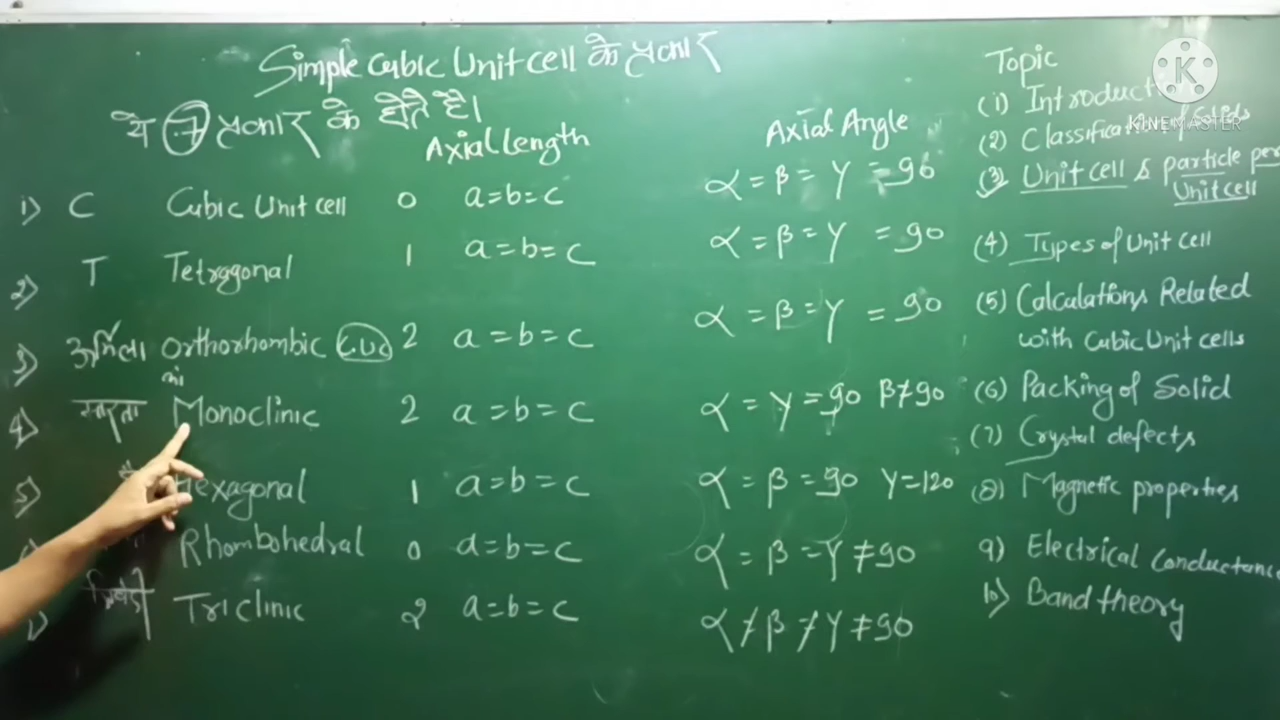 Simple Cubic Unit cell के प्रकार
ये 7 प्रकार के होते है।
Axial Length
Axial Angle
1) C Cubic Unit cell 0 a=b=c α = β = γ = 90
2) T Tetragonal 1 a=b=c α = β = γ = 90
3) Orthorhombic C.U.C 2 a = b = c α = β = γ = 90
को
4) Monoclinic 2 a = b = c α = γ = 90 β≠90
5) Hexagonal 1 a = b = c α = β = 90 γ=120
Rhombohedral 0 a=b=c α = β = γ ≠ 90
Triclinic 2 a=b=c α ≠ β ≠ γ ≠ 90
Topic
(1) Introduct
(2) Classification of Solids
(3) Unit cell & particle per
Unit cell
(4) Types of Unit Cell
(5) Calculations Related
with Cubic Unit cells
(6) Packing of Solid
(7) Crystal defects
(8) Magnetic properties
9) Electrical Conductance
10) Band theory
K
KINEMASTER